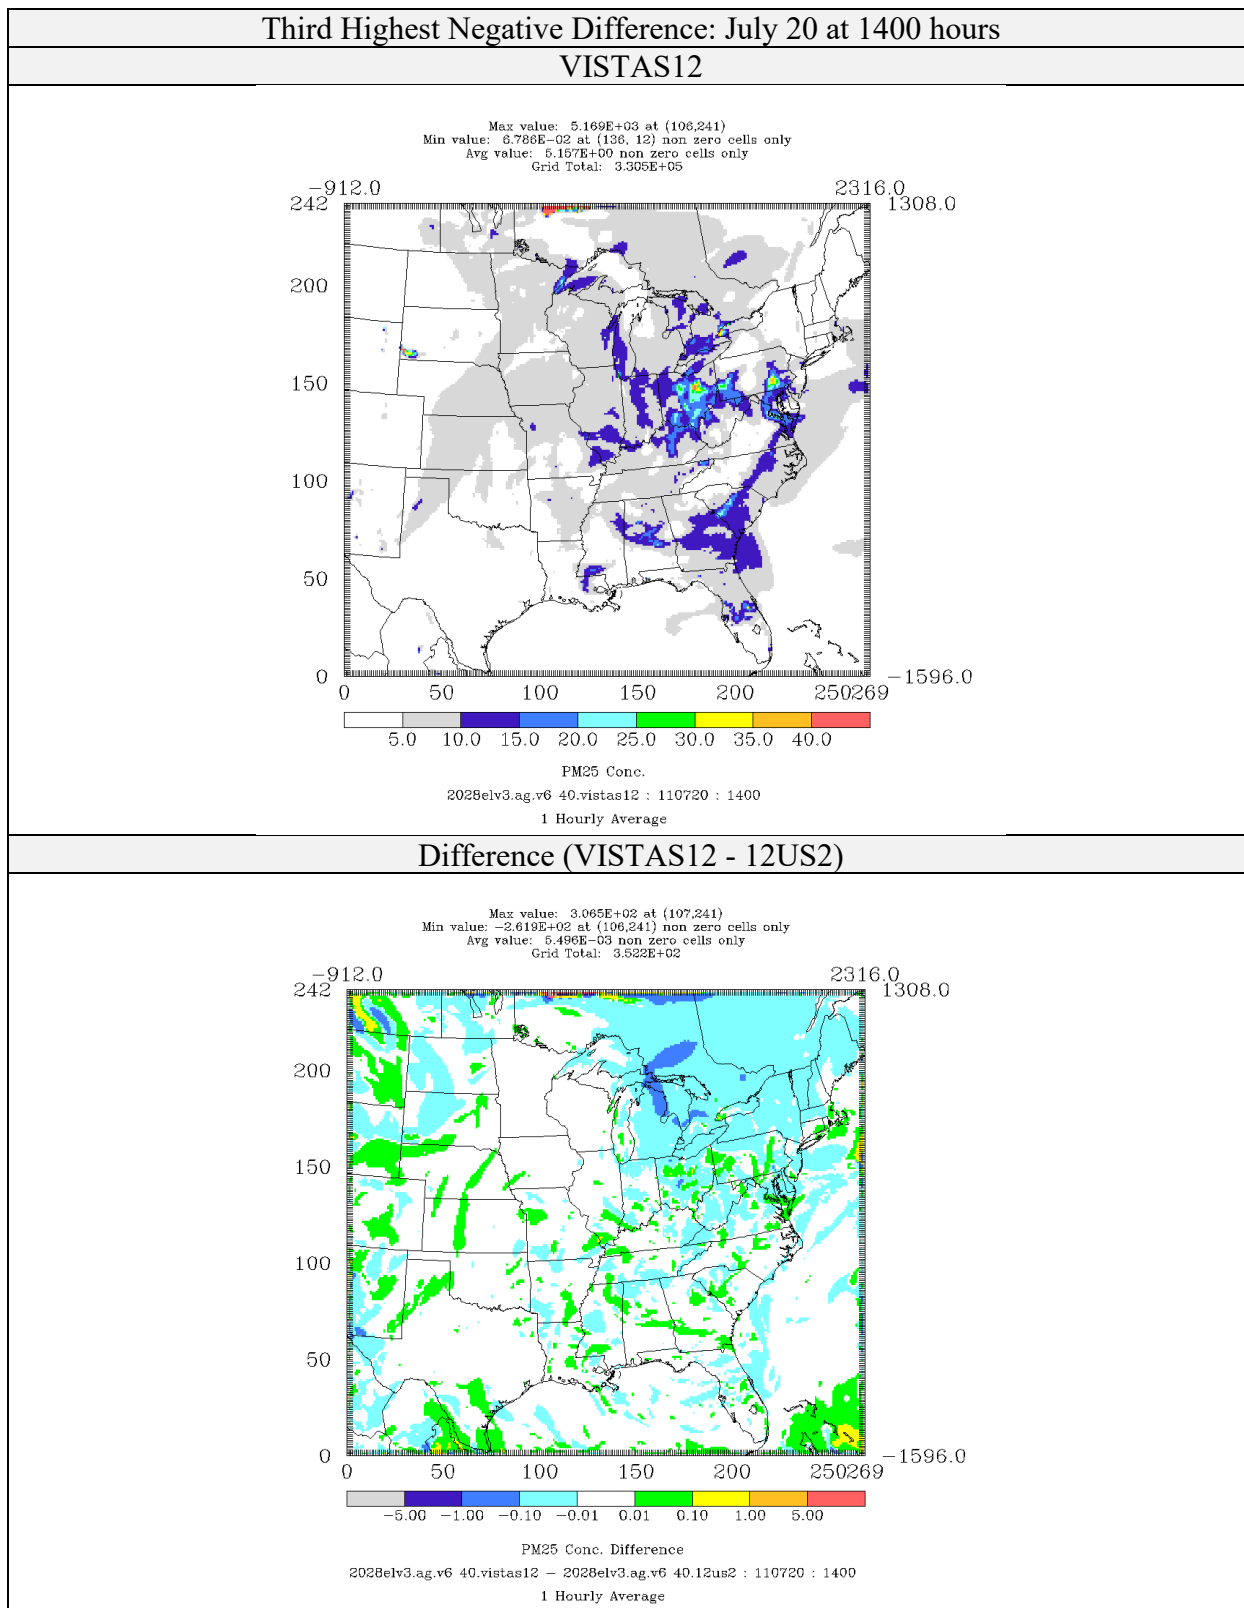 Third Highest Negative Difference: July 20 at 1400 hours
VISTAS12
Max value: 5.169E+03 at (106,241)
Min value: 6.786E-02 at (136, 12) non zero cells only
Avg value: 5.157E+00 non zero cells only
Grid Total: 3.305E+05
-912.0 2316.0
242 1308.0
200
150
100
50
0 -1596.0
0 50 100 150 200 250269
5.0 10.0 15.0 20.0 25.0 30.0 35.0 40.0
PM25 Conc.
2028elv3.ag.v6 40.vistas12 : 110720 : 1400
1 Hourly Average
Difference (VISTAS12 - 12US2)
Max value: 3.065E+02 at (107,241)
Min value: -2.619E+02 at (106,241) non zero cells only
Avg value: 5.496E-03 non zero cells only
Grid Total: 3.522E+02
-912.0 2316.0
242 1308.0
200
150
100
50
0 -1596.0
0 50 100 150 200 250269
-5.00 -1.00 -0.10 -0.01 0.01 0.10 1.00 5.00
PM25 Conc. Difference
2028elv3.ag.v6 40.vistas12 - 2028elv3.ag.v6 40.12us2 : 110720 : 1400
1 Hourly Average